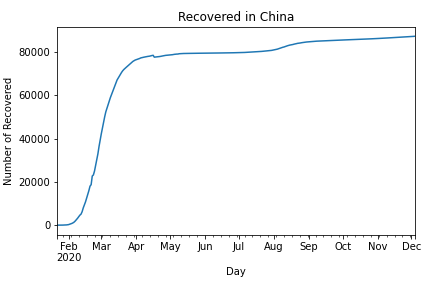 Recovered in China
Number of Recovered
80000
60000
40000
20000
0
Feb Mar Apr May Jun Jul Aug Sep Oct Nov Dec
2020
Day